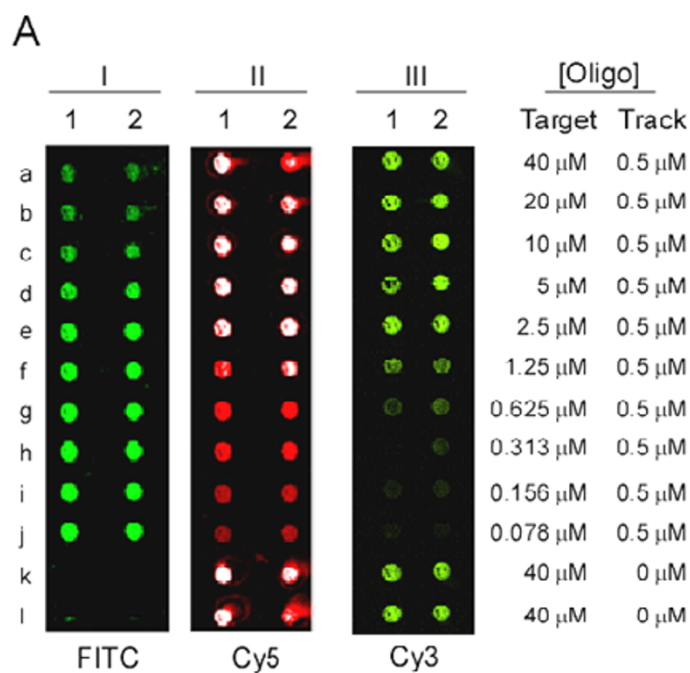 A
I II III [Oligo]
1 2 1 2 1 2 Target Track
a 40 µM 0.5 µM
b 20 µM 0.5 µM
c 10 µM 0.5 µM
d 5 µM 0.5 µM
e 2.5 µM 0.5 µM
f 1.25 µM 0.5 µM
g 0.625 µM 0.5 µM
h 0.313 µM 0.5 µM
i 0.156 µM 0.5 µM
j 0.078 µM 0.5 µM
k 40 µM 0 µM
l 40 µM 0 µM
FITC Cy5 Cy3